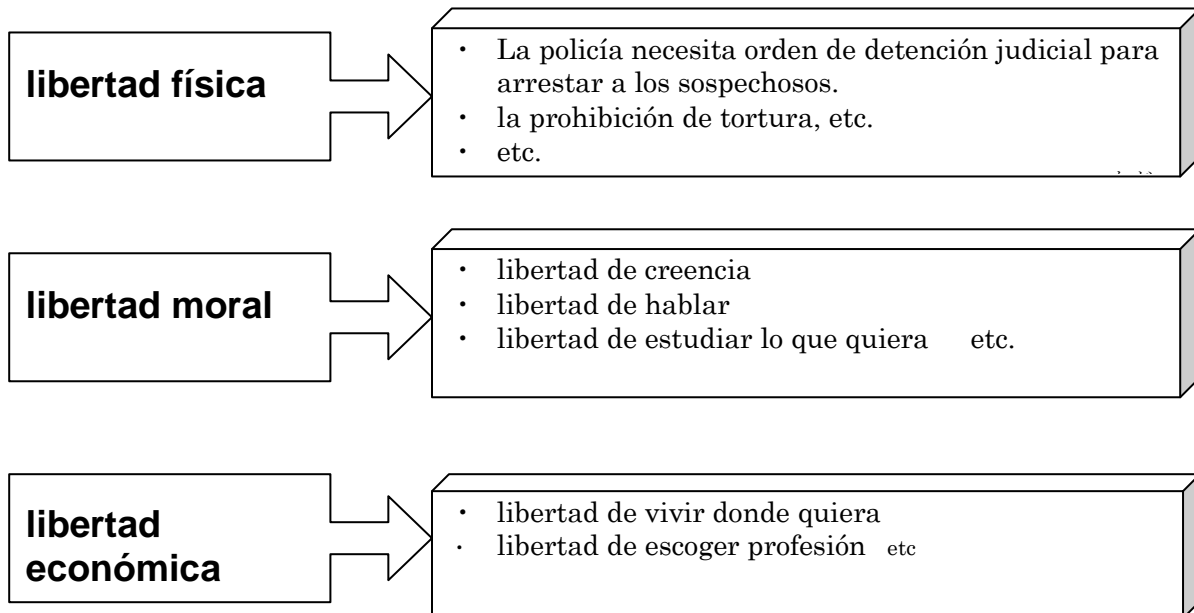 libertad física
・ La policía necesita orden de detención judicial para
arrestar a los sospechosos.
・ la prohibición de tortura, etc.
・ etc.
libertad moral
・ libertad de creencia
・ libertad de hablar
・ libertad de estudiar lo que quiera etc.
libertad
económica
・ libertad de vivir donde quiera
・ libertad de escoger profesión etc